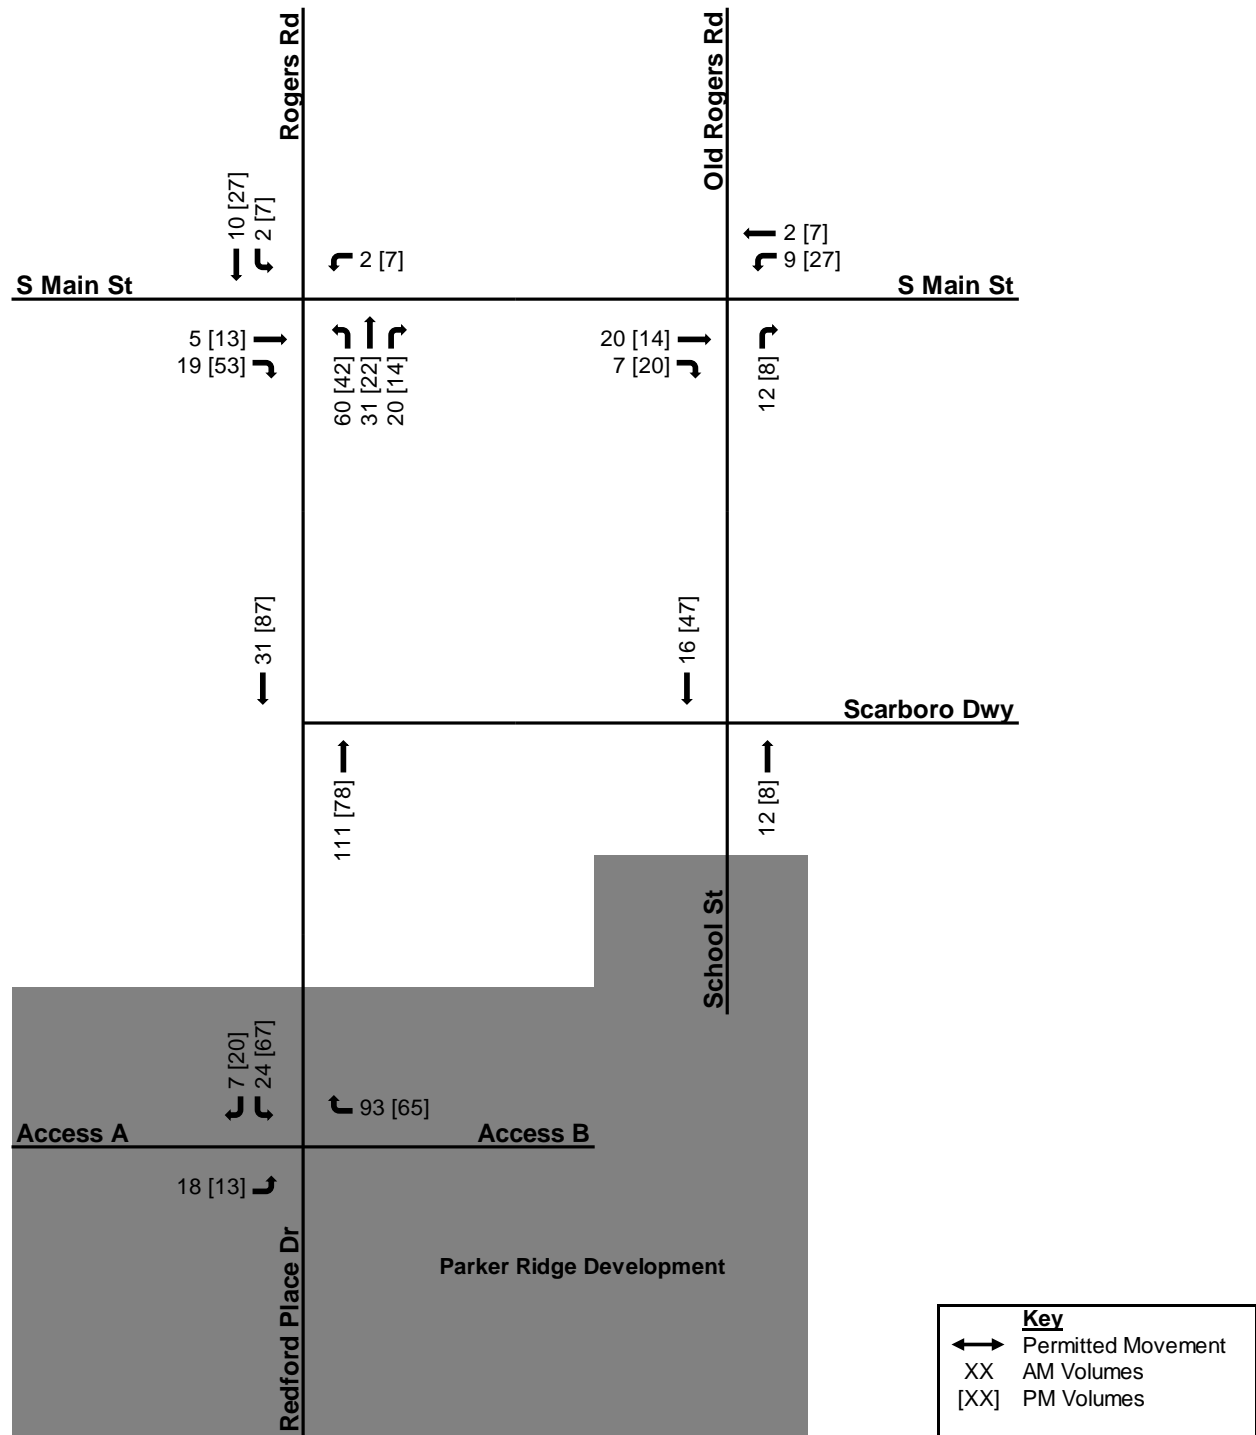 Rogers Rd
Old Rogers Rd
10 [27]
2 [7]
2 [7]
2 [7]
9 [27]
S Main St
S Main St
5 [13]
19 [53]
60 [42]
31 [22]
20 [14]
20 [14]
7 [20]
12 [8]
31 [87]
16 [47]
Scarboro Dwy
111 [78]
12 [8]
School St
7 [20]
24 [67]
93 [65]
Access A
Access B
18 [13]
Redford Place Dr
Parker Ridge Development
Key
Permitted Movement
XX AM Volumes
[XX] PM Volumes